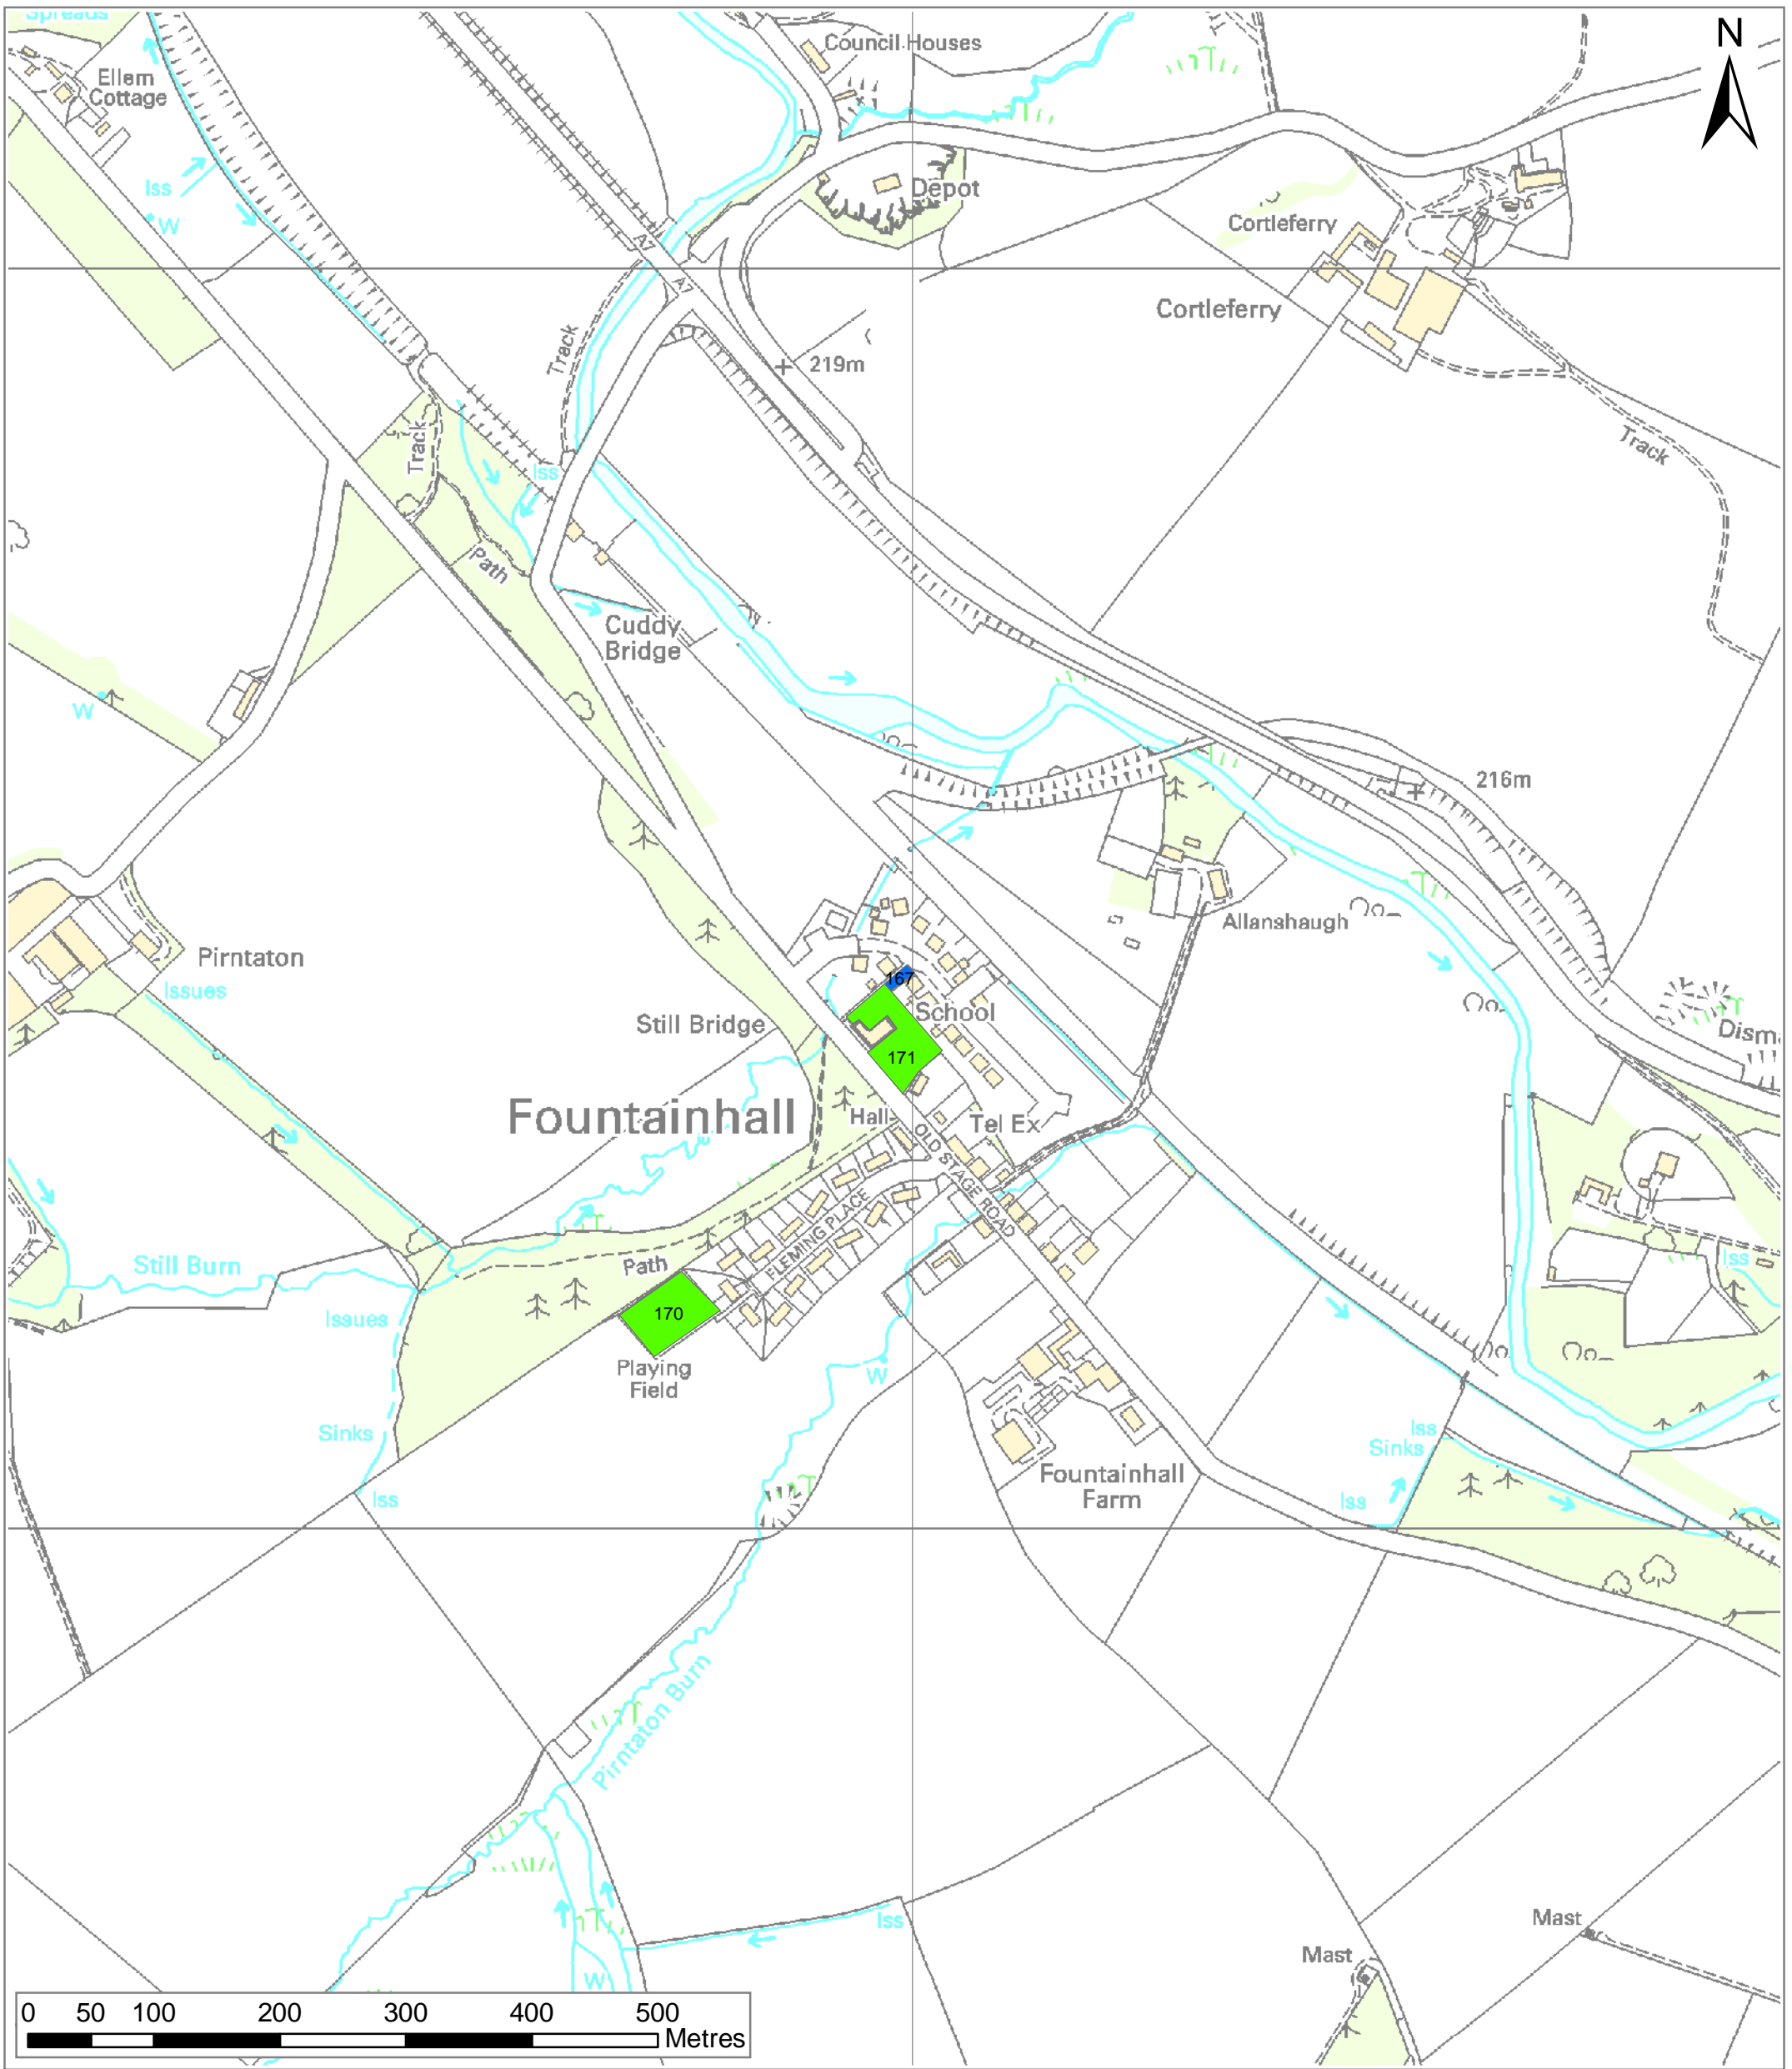 Spreads
Council Houses
N
Ellem
Cottage
Iss
W
Depot
Cortleferry
A7
A7
Cortleferry
Track
219m
Track
Track
Iss
Path
Cuddy
Bridge
W
216m
Allanshaugh
Pirntaton
Issues
167
School
Still Bridge
171
Dism
Fountainhall
Hall
Tel Ex
OLD STAGE ROAD
FLEMING PLACE
Still Burn
Path
Iss
Issues
170
Playing
Field
W
Sinks
Iss
Sinks
Iss
Fountainhall
Farm
Iss
Pirntaton Burn
Iss
Mast
Mast
W
0 50 100 200 300 400 500
Metres